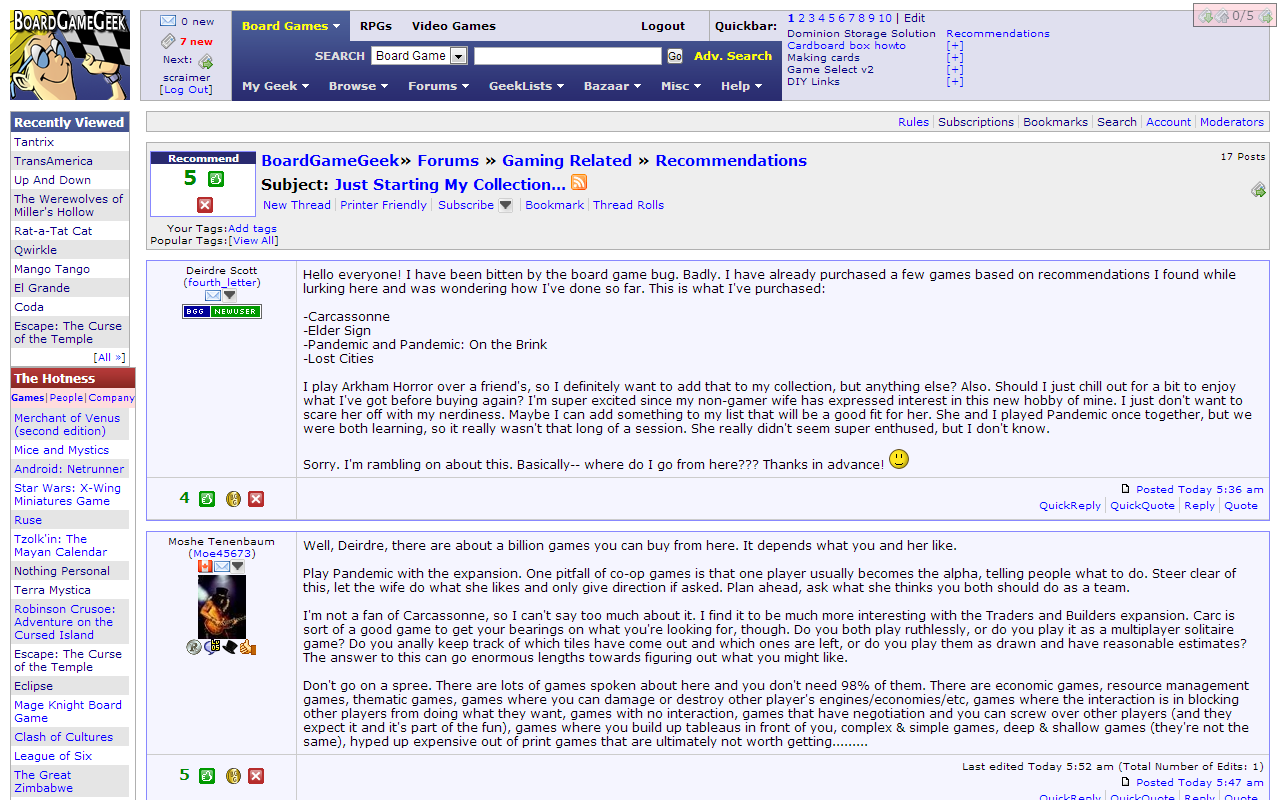 BOARDGAMEGEEK
0 new
7 new
Next:
scraimer
[Log Out]
Board Games RPGs Video Games Logout Quickbar:
SEARCH Board Game Go Adv. Search
My Geek Browse Forums GeekLists Bazaar Misc Help
1 2 3 4 5 6 7 8 9 10 | Edit
Dominion Storage Solution Recommendations
Cardboard box howto [+]
Making cards [+]
Game Select v2 [+]
DIY Links [+]
0/5
Rules Subscriptions Bookmarks Search Account Moderators
Recently Viewed
Tantrix
TransAmerica
Up And Down
The Werewolves of
Miller's Hollow
Rat-a-Tat Cat
Qwirkle
Mango Tango
El Grande
Coda
Escape: The Curse
of the Temple
[All »]
The Hotness
Games|People|Company
Merchant of Venus
(second edition)
Mice and Mystics
Android: Netrunner
Star Wars: X-Wing
Miniatures Game
Ruse
Tzolk'in: The
Mayan Calendar
Nothing Personal
Terra Mystica
Robinson Crusoe:
Adventure on the
Cursed Island
Escape: The Curse
of the Temple
Eclipse
Mage Knight Board
Game
Clash of Cultures
League of Six
The Great
Zimbabwe
Recommend
5
BoardGameGeek» Forums » Gaming Related » Recommendations
17 Posts
Subject: Just Starting My Collection...
New Thread Printer Friendly Subscribe Bookmark Thread Rolls
Your Tags:Add tags
Popular Tags:[View All]
Deirdre Scott
(fourth_letter)
BGG NEWUSER
Hello everyone! I have been bitten by the board game bug. Badly. I have already purchased a few games based on recommendations I found while
lurking here and was wondering how I've done so far. This is what I've purchased:
-Carcassonne
-Elder Sign
-Pandemic and Pandemic: On the Brink
-Lost Cities
I play Arkham Horror over a friend's, so I definitely want to add that to my collection, but anything else? Also. Should I just chill out for a bit to enjoy
what I've got before buying again? I'm super excited since my non-gamer wife has expressed interest in this new hobby of mine. I just don't want to
scare her off with my nerdiness. Maybe I can add something to my list that will be a good fit for her. She and I played Pandemic once together, but we
were both learning, so it really wasn't that long of a session. She really didn't seem super enthused, but I don't know.
Sorry. I'm rambling on about this. Basically-- where do I go from here??? Thanks in advance!
4
Posted Today 5:36 am
QuickReply QuickQuote Reply Quote
Moshe Tenenbaum
(Moe45673)
Well, Deirdre, there are about a billion games you can buy from here. It depends what you and her like.
Play Pandemic with the expansion. One pitfall of co-op games is that one player usually becomes the alpha, telling people what to do. Steer clear of
this, let the wife do what she likes and only give direction if asked. Plan ahead, ask what she thinks you both should do as a team.
I'm not a fan of Carcassonne, so I can't say too much about it. I find it to be much more interesting with the Traders and Builders expansion. Carc is
sort of a good game to get your bearings on what you're looking for, though. Do you both play ruthlessly, or do you play it as a multiplayer solitaire
game? Do you anally keep track of which tiles have come out and which ones are left, or do you play them as drawn and have reasonable estimates?
The answer to this can go enormous lengths towards figuring out what you might like.
Don't go on a spree. There are lots of games spoken about here and you don't need 98% of them. There are economic games, resource management
games, thematic games, games where you can damage or destroy other player's engines/economies/etc, games where the interaction is in blocking
other players from doing what they want, games with no interaction, games that have negotiation and you can screw over other players (and they
expect it and it's part of the fun), games where you build up tableaus in front of you, complex & simple games, deep & shallow games (they're not the
same), hyped up expensive out of print games that are ultimately not worth getting.........
5
Last edited Today 5:52 am (Total Number of Edits: 1)
Posted Today 5:47 am
QuickReply QuickQuote Reply Quote